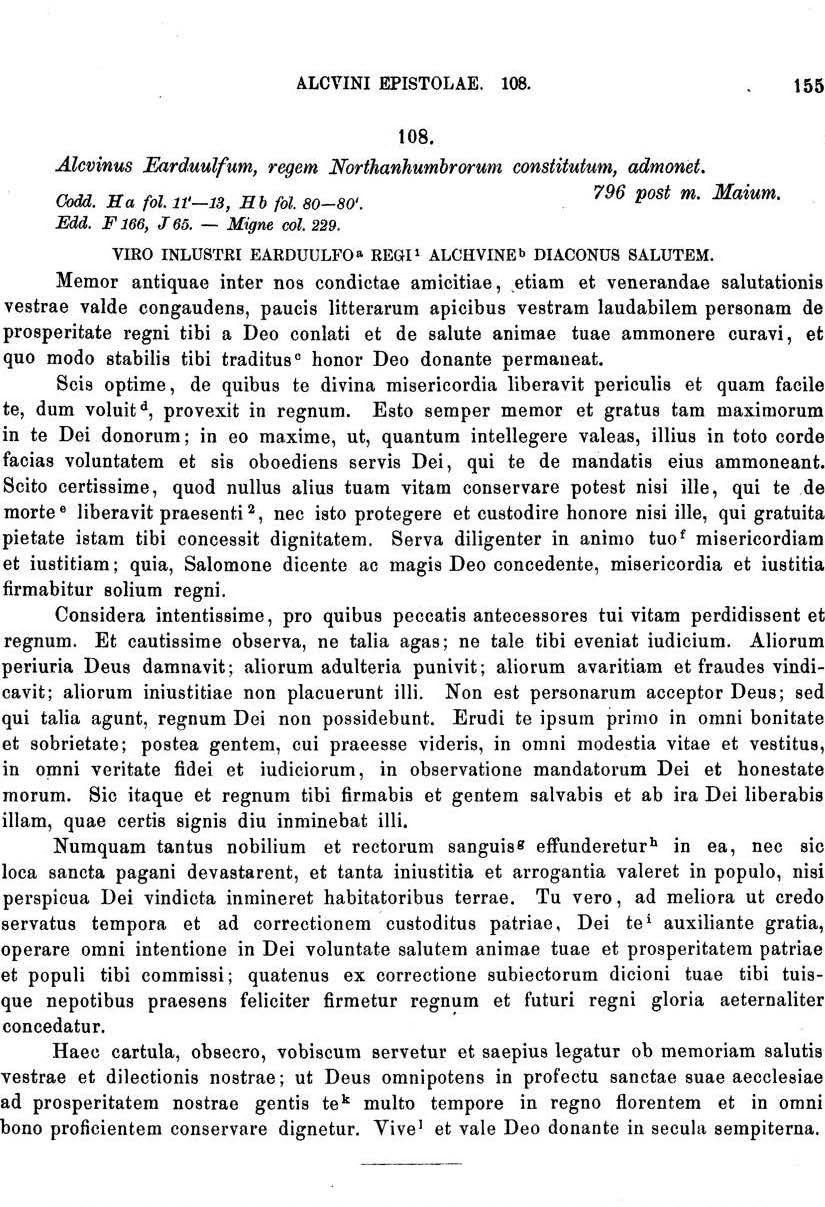 ALCVINI EPISTOLAE. 108. 155
108.
Alcvinus Earduulfum, regem Northanhumbrorum constitutum, admonet.
Codd. Ha fol. 11'—13, Hb fol. 80—80'. 796 post m. Maium.
Edd. F 166, J 65. — Migne col. 229.
VIRO INLUSTRI EARDUULFOᵃ REGI¹ ALCHVINEᵇ DIACONUS SALUTEM.
Memor antiquae inter nos condictae amicitiae, etiam et venerandae salutationis
vestrae valde congaudens, paucis litterarum apicibus vestram laudabilem personam de
prosperitate regni tibi a Deo conlati et de salute animae tuae ammonere curavi, et
quo modo stabilis tibi traditusᶜ honor Deo donante permaneat.
Scis optime, de quibus te divina misericordia liberavit periculis et quam facile
te, dum voluitᵈ, provexit in regnum. Esto semper memor et gratus tam maximorum
in te Dei donorum; in eo maxime, ut, quantum intellegere valeas, illius in toto corde
facias voluntatem et sis oboediens servis Dei, qui te de mandatis eius ammoneant.
Scito certissime, quod nullus alius tuam vitam conservare potest nisi ille, qui te de
morteᵉ liberavit praesenti², nec isto protegere et custodire honore nisi ille, qui gratuita
pietate istam tibi concessit dignitatem. Serva diligenter in animo tuoᶠ misericordiam
et iustitiam; quia, Salomone dicente ac magis Deo concedente, misericordia et iustitia
firmabitur solium regni.
Considera intentissime, pro quibus peccatis antecessores tui vitam perdidissent et
regnum. Et cautissime observa, ne talia agas; ne tale tibi eveniat iudicium. Aliorum
periuria Deus damnavit; aliorum adulteria punivit; aliorum avaritiam et fraudes vindi-
cavit; aliorum iniustitiae non placuerunt illi. Non est personarum acceptor Deus; sed
qui talia agunt, regnum Dei non possidebunt. Erudi te ipsum primo in omni bonitate
et sobrietate; postea gentem, cui praeesse videris, in omni modestia vitae et vestitus,
in omni veritate fidei et iudiciorum, in observatione mandatorum Dei et honestate
morum. Sic itaque et regnum tibi firmabis et gentem salvabis et ab ira Dei liberabis
illam, quae certis signis diu inminebat illi.
Numquam tantus nobilium et rectorum sanguisᵍ effundereturʰ in ea, nec sic
loca sancta pagani devastarent, et tanta iniustitia et arrogantia valeret in populo, nisi
perspicua Dei vindicta inmineret habitatoribus terrae. Tu vero, ad meliora ut credo
servatus tempora et ad correctionem custoditus patriae, Dei teⁱ auxiliante gratia,
operare omni intentione in Dei voluntate salutem animae tuae et prosperitatem patriae
et populi tibi commissi; quatenus ex correctione subiectorum dicioni tuae tibi tuis-
que nepotibus praesens feliciter firmetur regnum et futuri regni gloria aeternaliter
concedatur.
Haec cartula, obsecro, vobiscum servetur et saepius legatur ob memoriam salutis
vestrae et dilectionis nostrae; ut Deus omnipotens in profectu sanctae suae aecclesiae
ad prosperitatem nostrae gentis teᵏ multo tempore in regno florentem et in omni
bono proficientem conservare dignetur. Viveˡ et vale Deo donante in secula sempiterna.